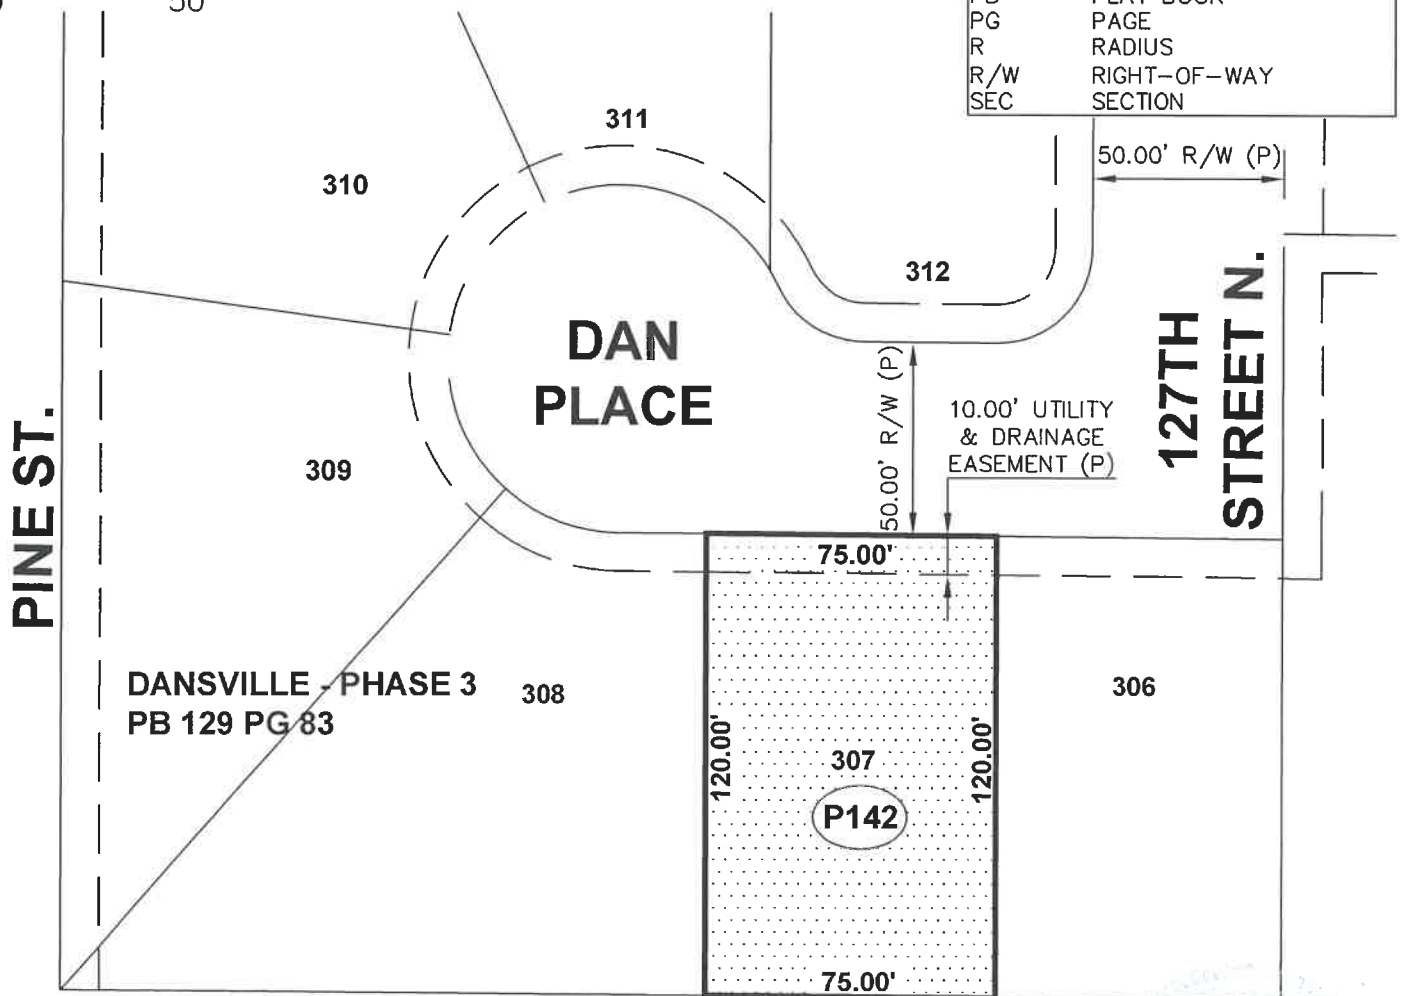 50
PG PAGE
R RADIUS
R/W RIGHT-OF-WAY
SEC SECTION
50.00' R/W (P)
311
310
312
DAN
PLACE
127TH
STREET N.
50.00' R/W (P)
10.00' UTILITY
& DRAINAGE
EASEMENT (P)
PINE ST.
309
75.00'
DANSVILLE - PHASE 3
PB 129 PG 83
308
306
120.00'
307
120.00'
P142
75.00'